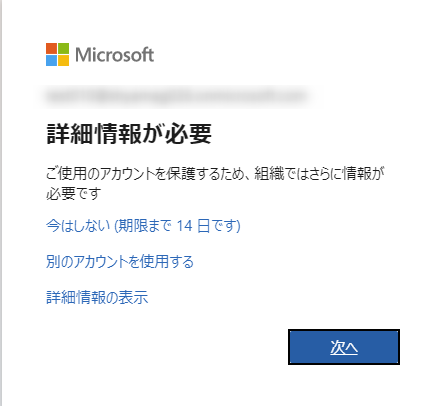 Microsoft
詳細情報が必要
ご使用のアカウントを保護するため、組織ではさらに情報が
必要です
今はしない (期限まで 14 日です)
別のアカウントを使用する
詳細情報の表示
次へ